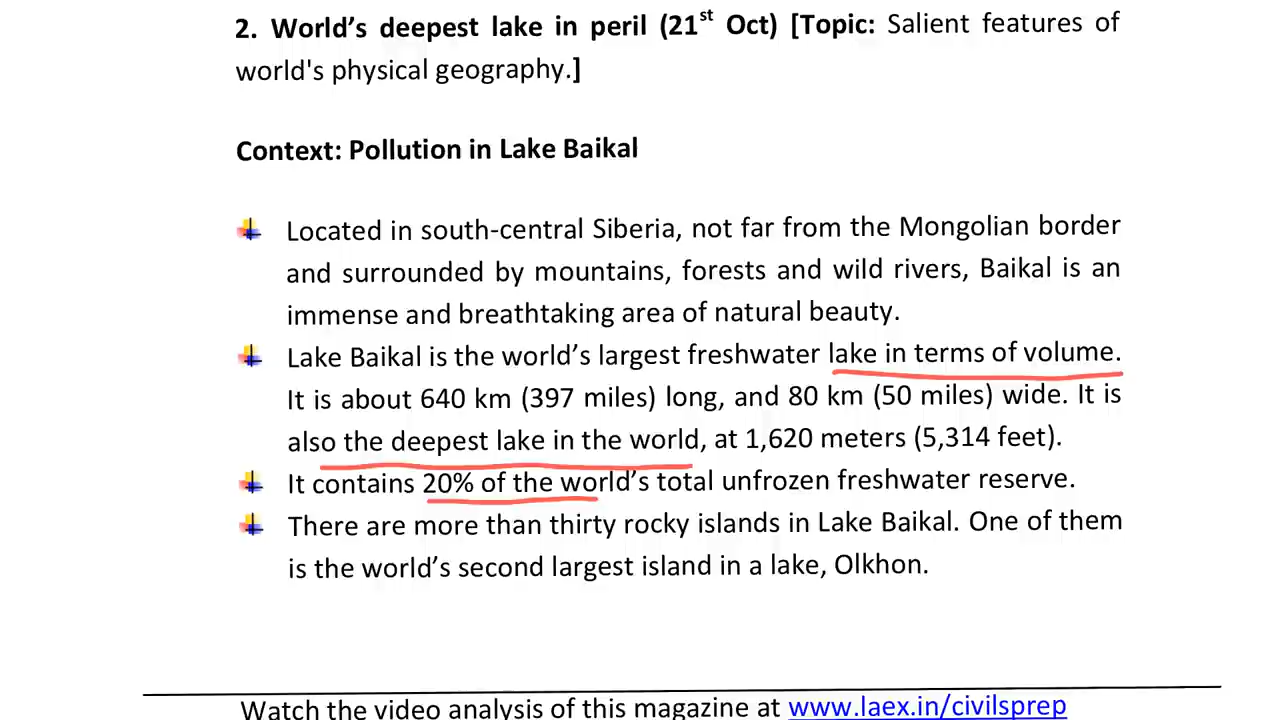 2. World’s deepest lake in peril (21st Oct) [Topic: Salient features of
world's physical geography.]
Context: Pollution in Lake Baikal
Located in south-central Siberia, not far from the Mongolian border
and surrounded by mountains, forests and wild rivers, Baikal is an
immense and breathtaking area of natural beauty.
Lake Baikal is the world’s largest freshwater lake in terms of volume.
It is about 640 km (397 miles) long, and 80 km (50 miles) wide. It is
also the deepest lake in the world, at 1,620 meters (5,314 feet).
It contains 20% of the world’s total unfrozen freshwater reserve.
There are more than thirty rocky islands in Lake Baikal. One of them
is the world’s second largest island in a lake, Olkhon.
Watch the video analysis of this magazine at www.laex.in/civilsprep